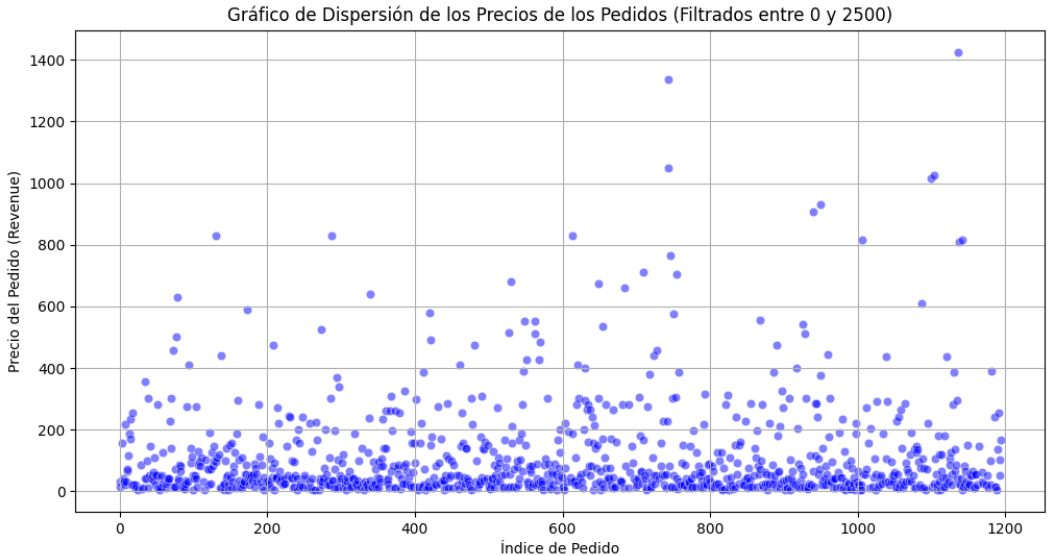 Gráfico de Dispersión de los Precios de los Pedidos (Filtrados entre 0 y 2500)
Precio del Pedido (Revenue)
1400
1200
1000
800
600
400
200
0
0 200 400 600 800 1000 1200
Índice de Pedido